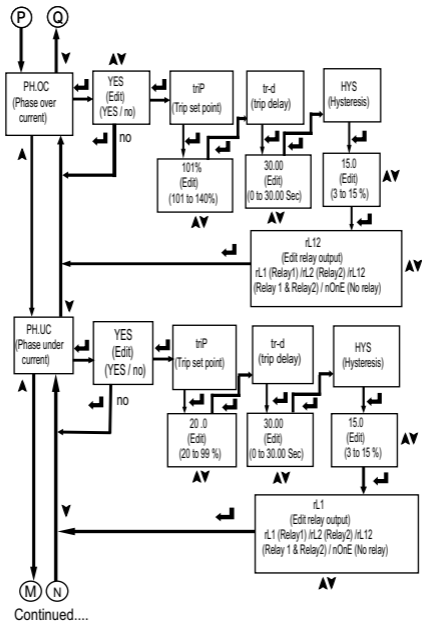 P
Q
PH.OC
(Phase over
current)
YES
(Edit)
(YES / no)
no
triP
(Trip set point)
tr-d
(trip delay)
HYS
(Hysteresis)
101%
(Edit)
(101 to 140%)
30.00
(Edit)
(0 to 30.00 Sec)
15.0
(Edit)
(3 to 15 %)
rL12
(Edit relay output)
rL1 (Relay1) /rL2 (Relay2) /rL12
(Relay 1 & Relay2) / nOnE (No relay)
PH.UC
(Phase under
current)
YES
(Edit)
(YES / no)
no
triP
(Trip set point)
tr-d
(trip delay)
HYS
(Hysteresis)
20 .0
(Edit)
(20 to 99 %)
30.00
(Edit)
(0 to 30.00 Sec)
15.0
(Edit)
(3 to 15 %)
rL1
(Edit relay output)
rL1 (Relay1) /rL2 (Relay2) /rL12
(Relay 1 & Relay2) / nOnE (No relay)
M
N
Continued....